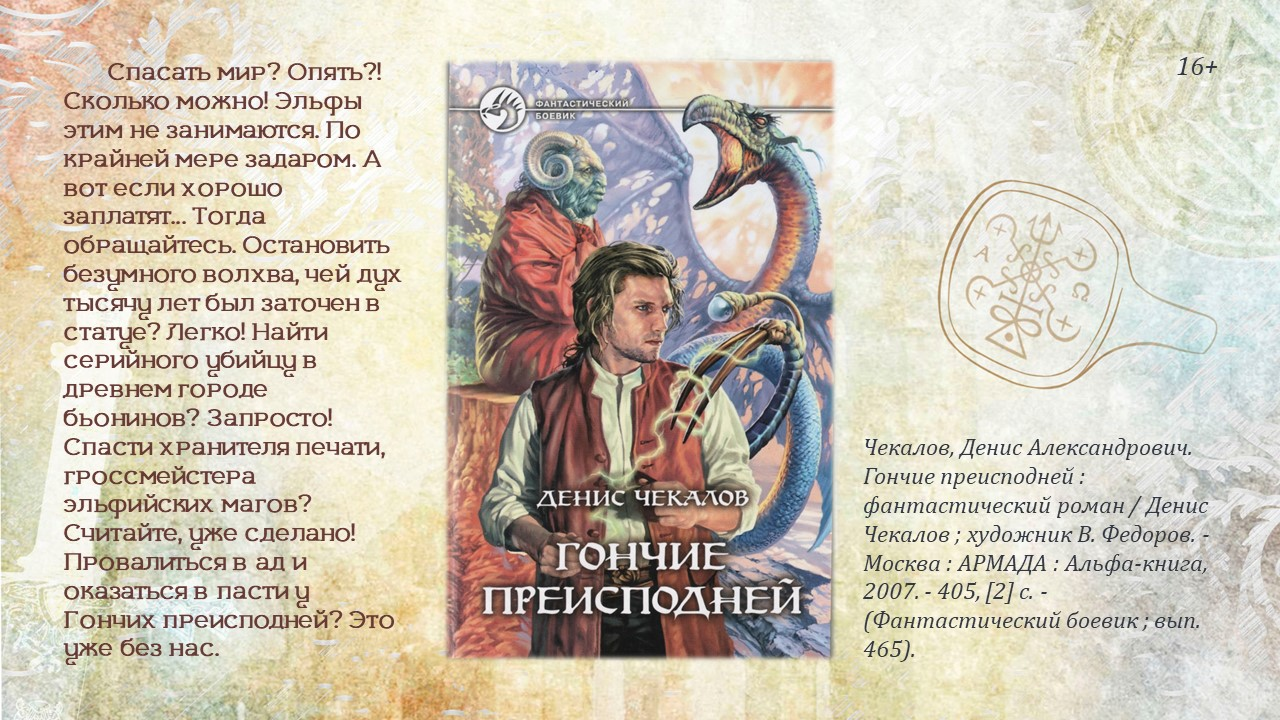 Спасать мир? Опять?!
Сколько можно! Эльфы
этим не занимаются. По
крайней мере задаром. А
вот если хорошо
заплатят... Тогда
обращайтесь. Остановить
безумного волхва, чей дух
тысячу лет был заточен в
статуе? Легко! Найти
серийного убийцу в
древнем городе
бьонинов? Запросто!
Спасти хранителя печати,
гроссмейстера
эльфийских магов?
Считайте, уже сделано!
Провалиться в ад и
оказаться в пасти у
Гончих преисподней? Это
уже без нас.
ФАНТАСТИЧЕСКИЙ
БОЕВИК
ДЕНИС ЧЕКАЛОВ
ГОНЧИЕ
ПРЕИСПОДНЕЙ
16+
А
Ω
Чекалов, Денис Александрович.
Гончие преисподней :
фантастический роман / Денис
Чекалов ; художник В. Федоров. -
Москва : АРМАДА : Альфа-книга,
2007. - 405, [2] с. -
(Фантастический боевик ; вып.
465).